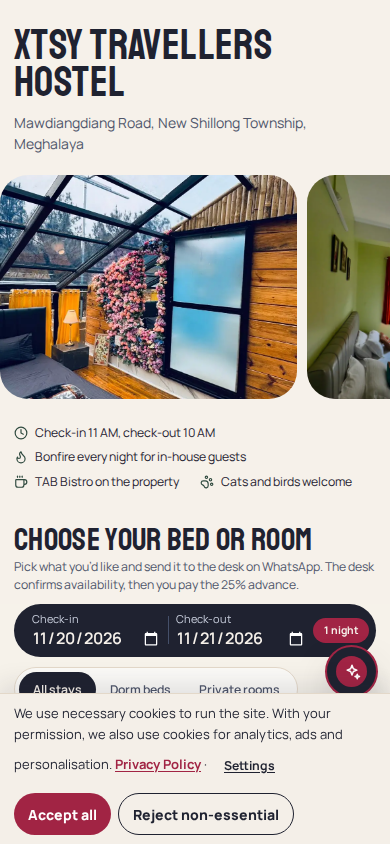 XTSY TRAVELLERS
HOSTEL
Mawdiangdiang Road, New Shillong Township,
Meghalaya
Check-in 11 AM, check-out 10 AM
Bonfire every night for in-house guests
TAB Bistro on the property
Cats and birds welcome
CHOOSE YOUR BED OR ROOM
Pick what you'd like and send it to the desk on WhatsApp. The desk
confirms availability, then you pay the 25% advance.
Check-in
Check-out
11/20/2026
11/21/2026
1 night
All stays
Dorm beds
Private rooms
We use necessary cookies to run the site. With your
permission, we also use cookies for analytics, ads and
personalisation. Privacy Policy · Settings
Accept all
Reject non-essential